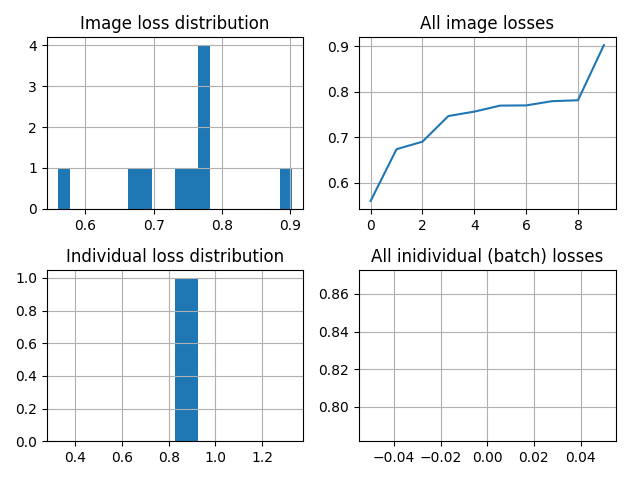 Image loss distribution
4
3
2
1
0
0.6 0.7 0.8 0.9
All image losses
0.9
0.8
0.7
0.6
0 2 4 6 8
Individual loss distribution
1.0
0.8
0.6
0.4
0.2
0.0
0.4 0.6 0.8 1.0 1.2
All inidividual (batch) losses
0.86
0.84
0.82
0.80
−0.04 −0.02 0.00 0.02 0.04